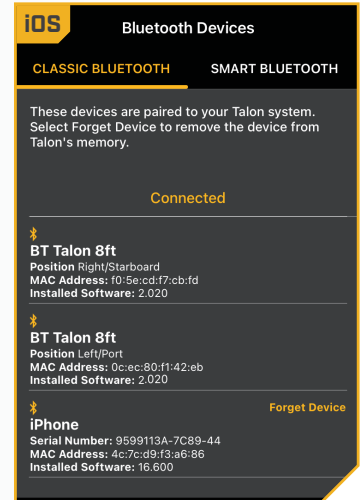 iOS
Bluetooth Devices
CLASSIC BLUETOOTH SMART BLUETOOTH
These devices are paired to your Talon system.
Select Forget Device to remove the device from
Talon's memory.
Connected
BT Talon 8ft
Position Right/Starboard
MAC Address: f0:5e:cd:f7:cb:fd
Installed Software: 2.020
BT Talon 8ft
Position Left/Port
MAC Address: 0c:ec:80:f1:42:eb
Installed Software: 2.020
Forget Device
iPhone
Serial Number: 9599113A-7C89-44
MAC Address: 4c:7c:d9:f3:a6:86
Installed Software: 16.600